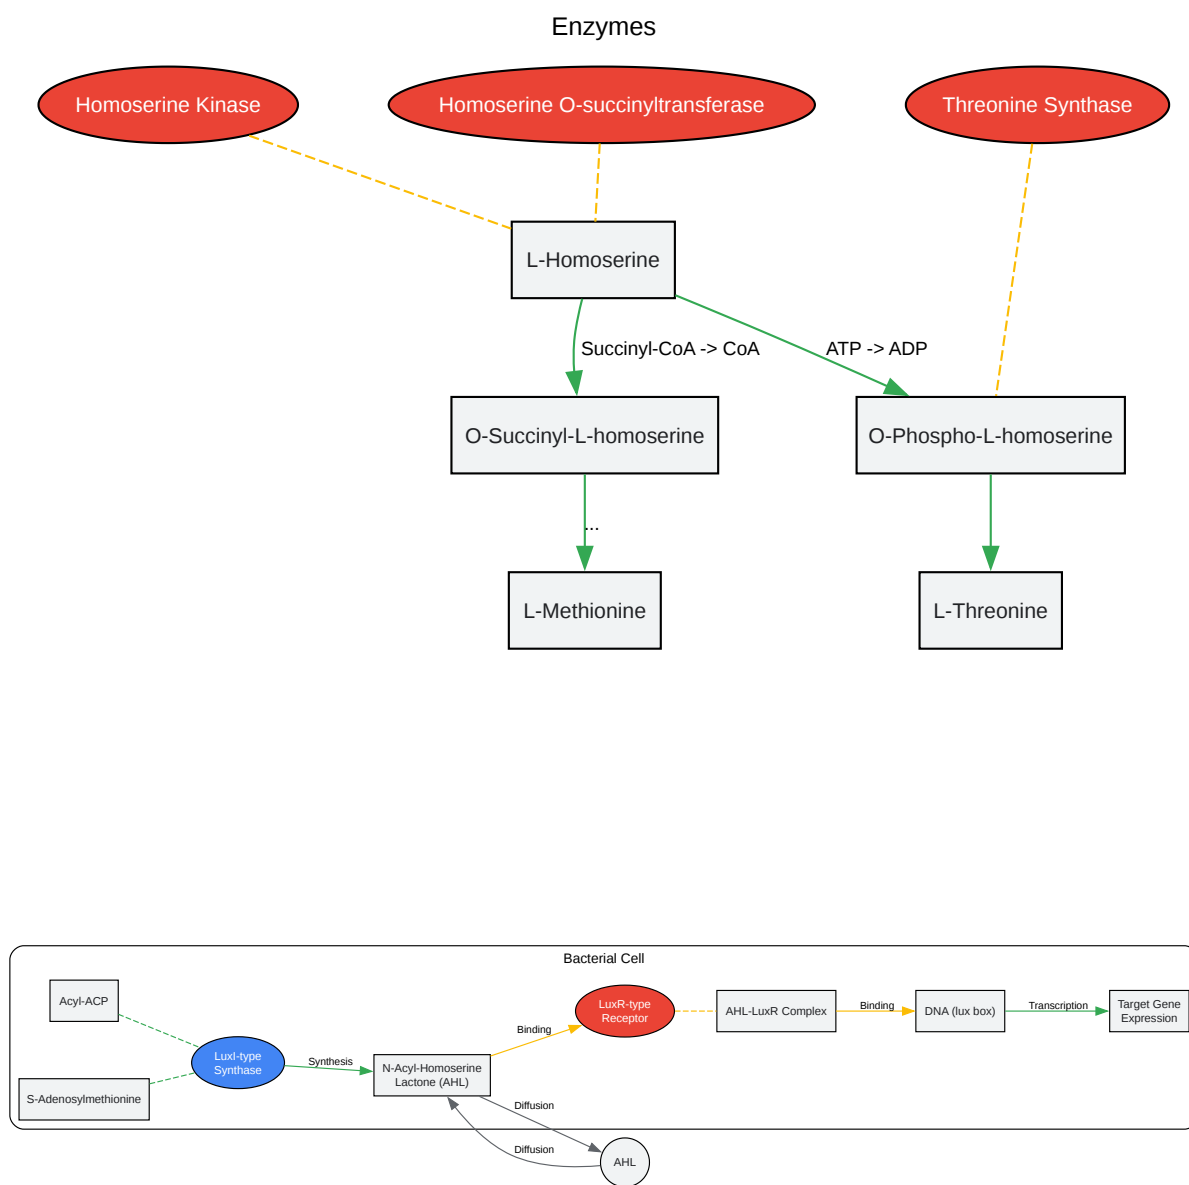 Enzymes
Homoserine Kinase
Homoserine O-succinyltransferase
Threonine Synthase
L-Homoserine
Succinyl-CoA -> CoA
ATP -> ADP
O-Succinyl-L-homoserine
O-Phospho-L-homoserine
...
L-Methionine
L-Threonine
Bacterial Cell
Acyl-ACP
LuxI-type
Synthase
S-Adenosylmethionine
Synthesis
N-Acyl-Homoserine
Lactone (AHL)
Binding
LuxR-type
Receptor
AHL-LuxR Complex
Binding
DNA (lux box)
Transcription
Target Gene
Expression
Diffusion
Diffusion
AHL